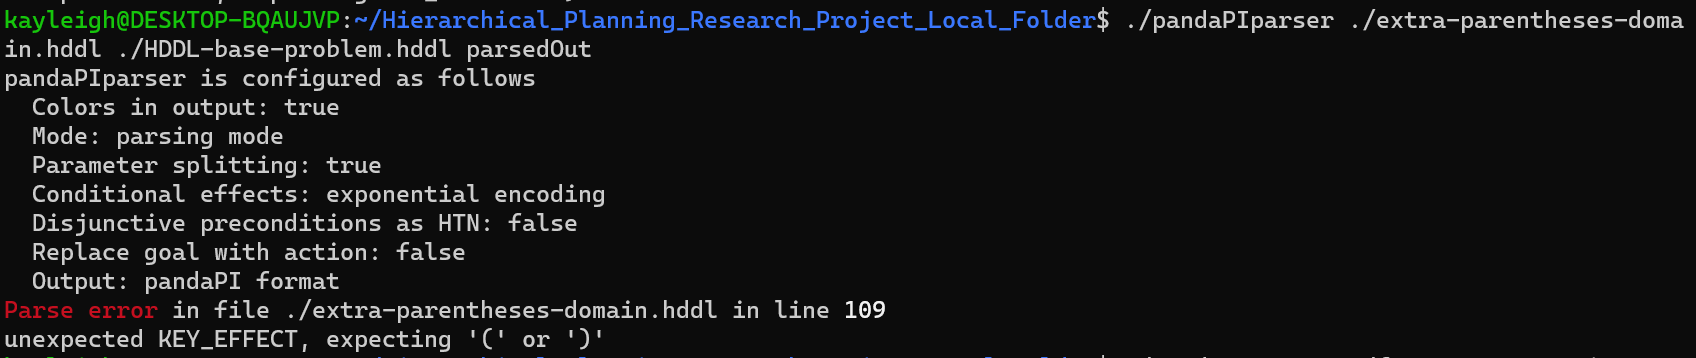 kayleigh@DESKTOP-BQAUJVP:~/Hierarchical_Planning_Research_Project_Local_Folder$ ./pandaPIparser ./extra-parentheses-doma
in.hddl ./HDDL-base-problem.hddl parsedOut
pandaPIparser is configured as follows
  Colors in output: true
  Mode: parsing mode
  Parameter splitting: true
  Conditional effects: exponential encoding
  Disjunctive preconditions as HTN: false
  Replace goal with action: false
  Output: pandaPI format
Parse error in file ./extra-parentheses-domain.hddl in line 109
unexpected KEY_EFFECT, expecting '(' or ')'